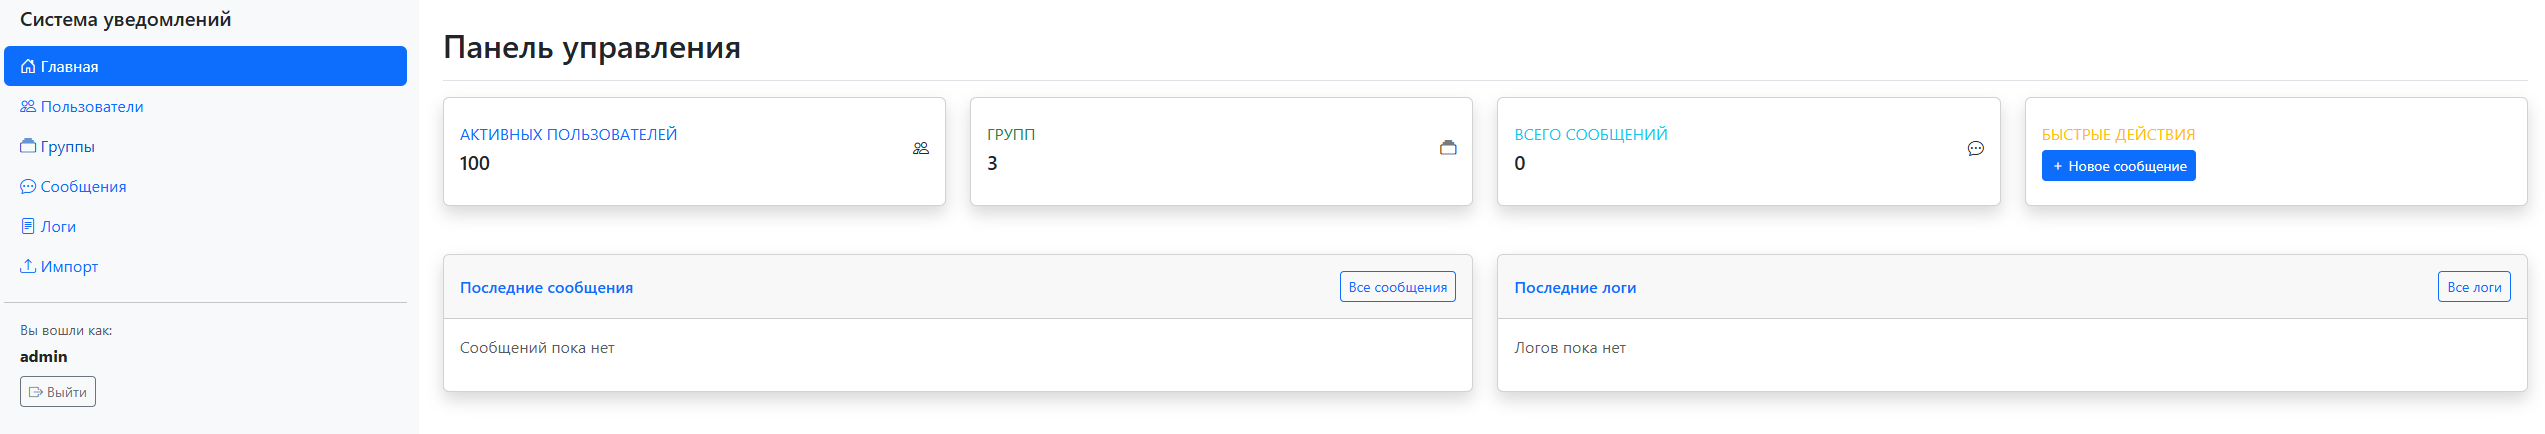 Система уведомлений
Главная
Пользователи
Группы
Сообщения
Логи
Импорт
Вы вошли как:
admin
Выйти
Панель управления
АКТИВНЫХ ПОЛЬЗОВАТЕЛЕЙ
100
ГРУПП
3
ВСЕГО СООБЩЕНИЙ
0
БЫСТРЫЕ ДЕЙСТВИЯ
+ Новое сообщение
Последние сообщения
Все сообщения
Сообщений пока нет
Последние логи
Все логи
Логов пока нет